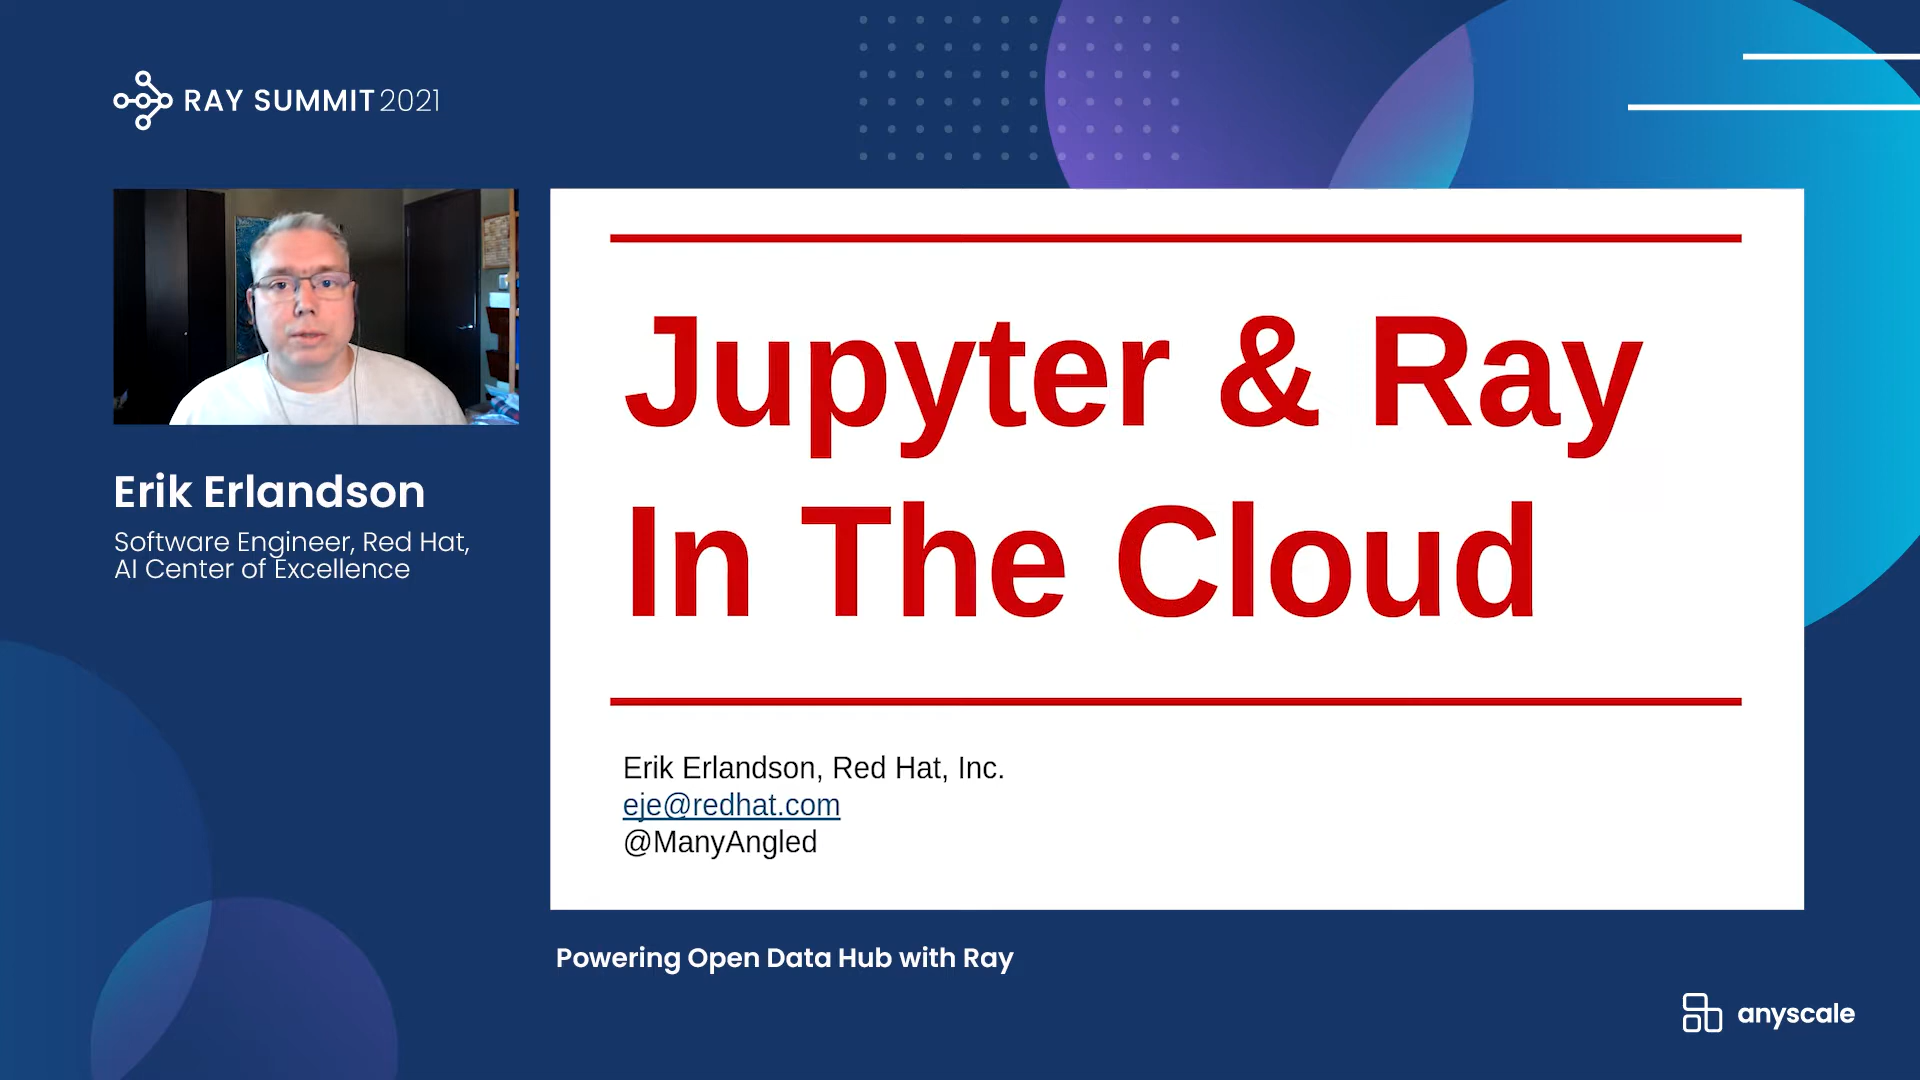 RAY SUMMIT 2021
Erik Erlandson
Software Engineer, Red Hat,
AI Center of Excellence
Jupyter & Ray
In The Cloud
Erik Erlandson, Red Hat, Inc.
eje@redhat.com
@ManyAngled
Powering Open Data Hub with Ray
anyscale